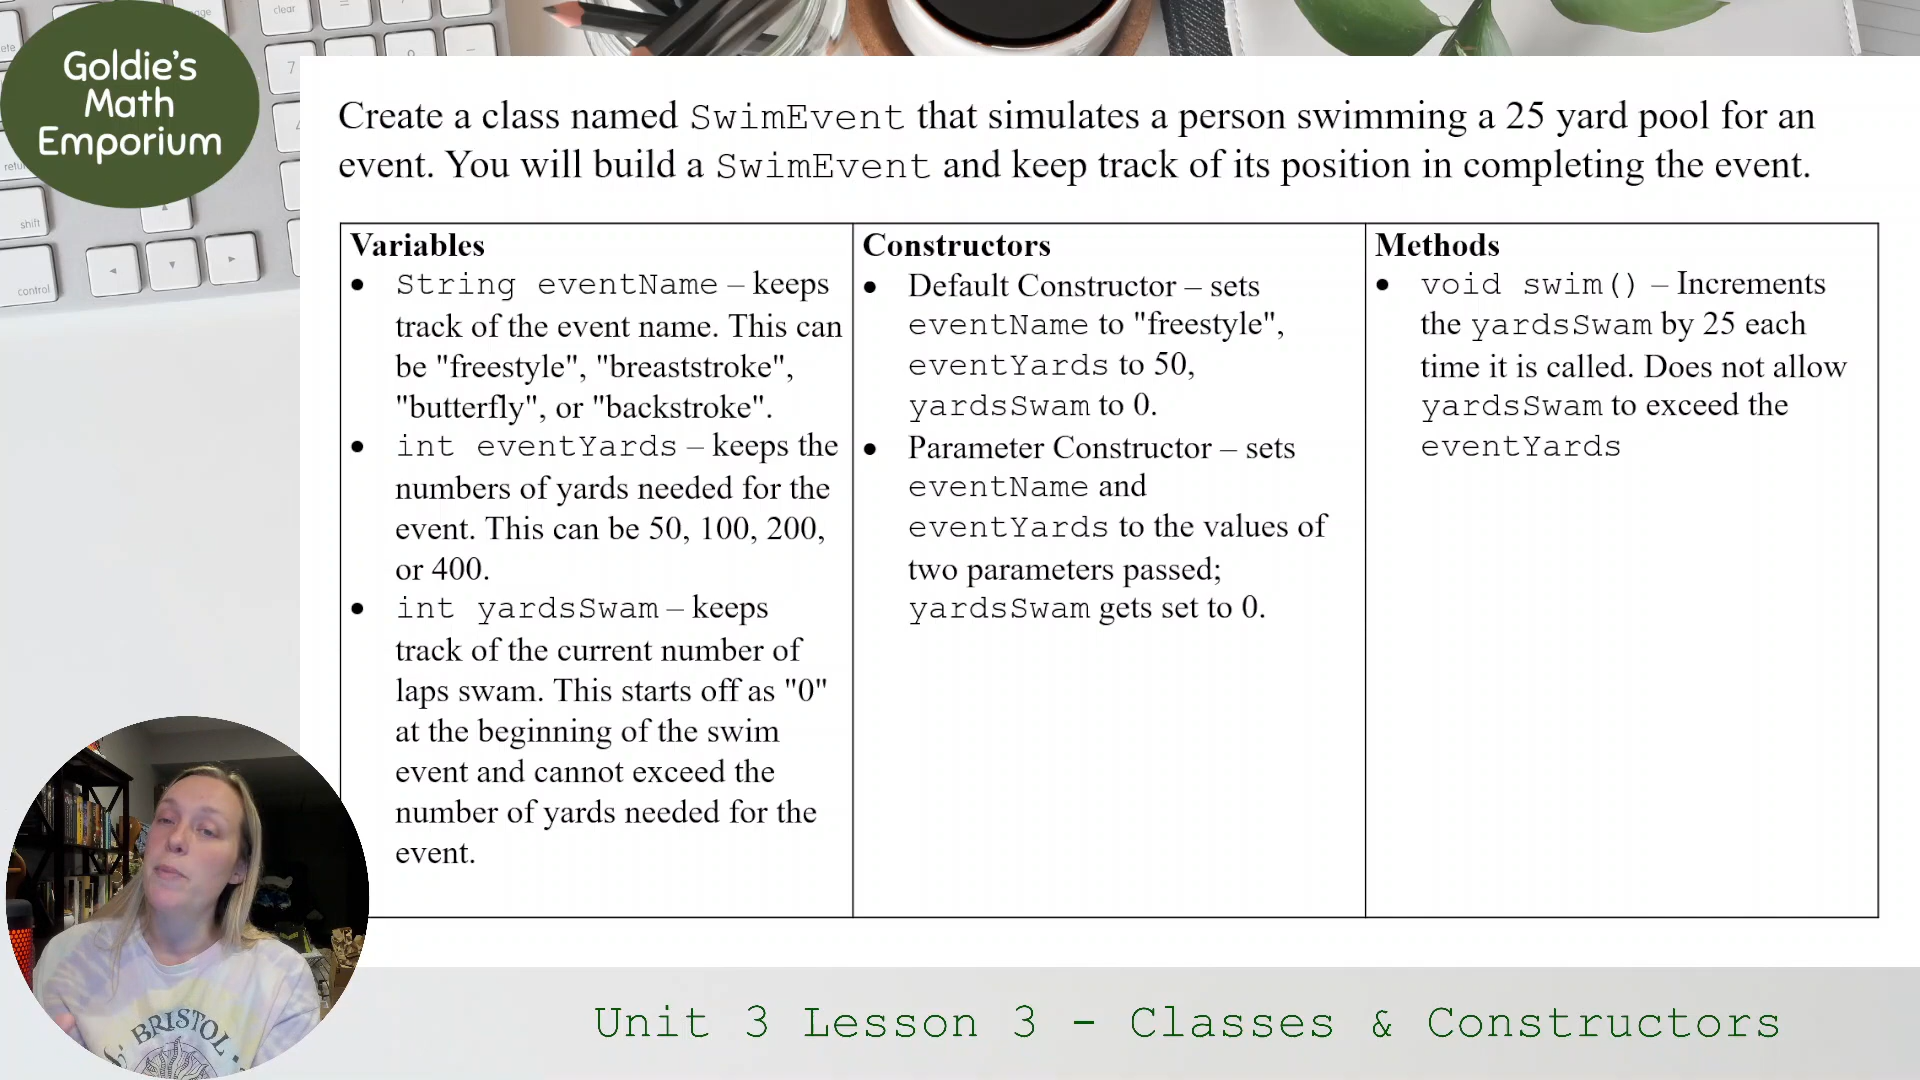 Goldie's
Math
Emporium
clear
7
shift
control
Create a class named SwimEvent that simulates a person swimming a 25 yard pool for an
event. You will build a SwimEvent and keep track of its position in completing the event.
Variables
• String eventName – keeps
track of the event name. This can
be "freestyle", "breaststroke",
"butterfly", or "backstroke".
• int eventYards – keeps the
numbers of yards needed for the
event. This can be 50, 100, 200,
or 400.
• int yardsSwam – keeps
track of the current number of
laps swam. This starts off as "0"
at the beginning of the swim
event and cannot exceed the
number of yards needed for the
event.
Constructors
• Default Constructor – sets
eventName to "freestyle",
eventYards to 50,
yardsSwam to 0.
• Parameter Constructor – sets
eventName and
eventYards to the values of
two parameters passed;
yardsSwam gets set to 0.
Methods
• void swim() – Increments
the yardsSwam by 25 each
time it is called. Does not allow
yardsSwam to exceed the
eventYards
BRISTOL
Unit 3 Lesson 3 - Classes & Constructors